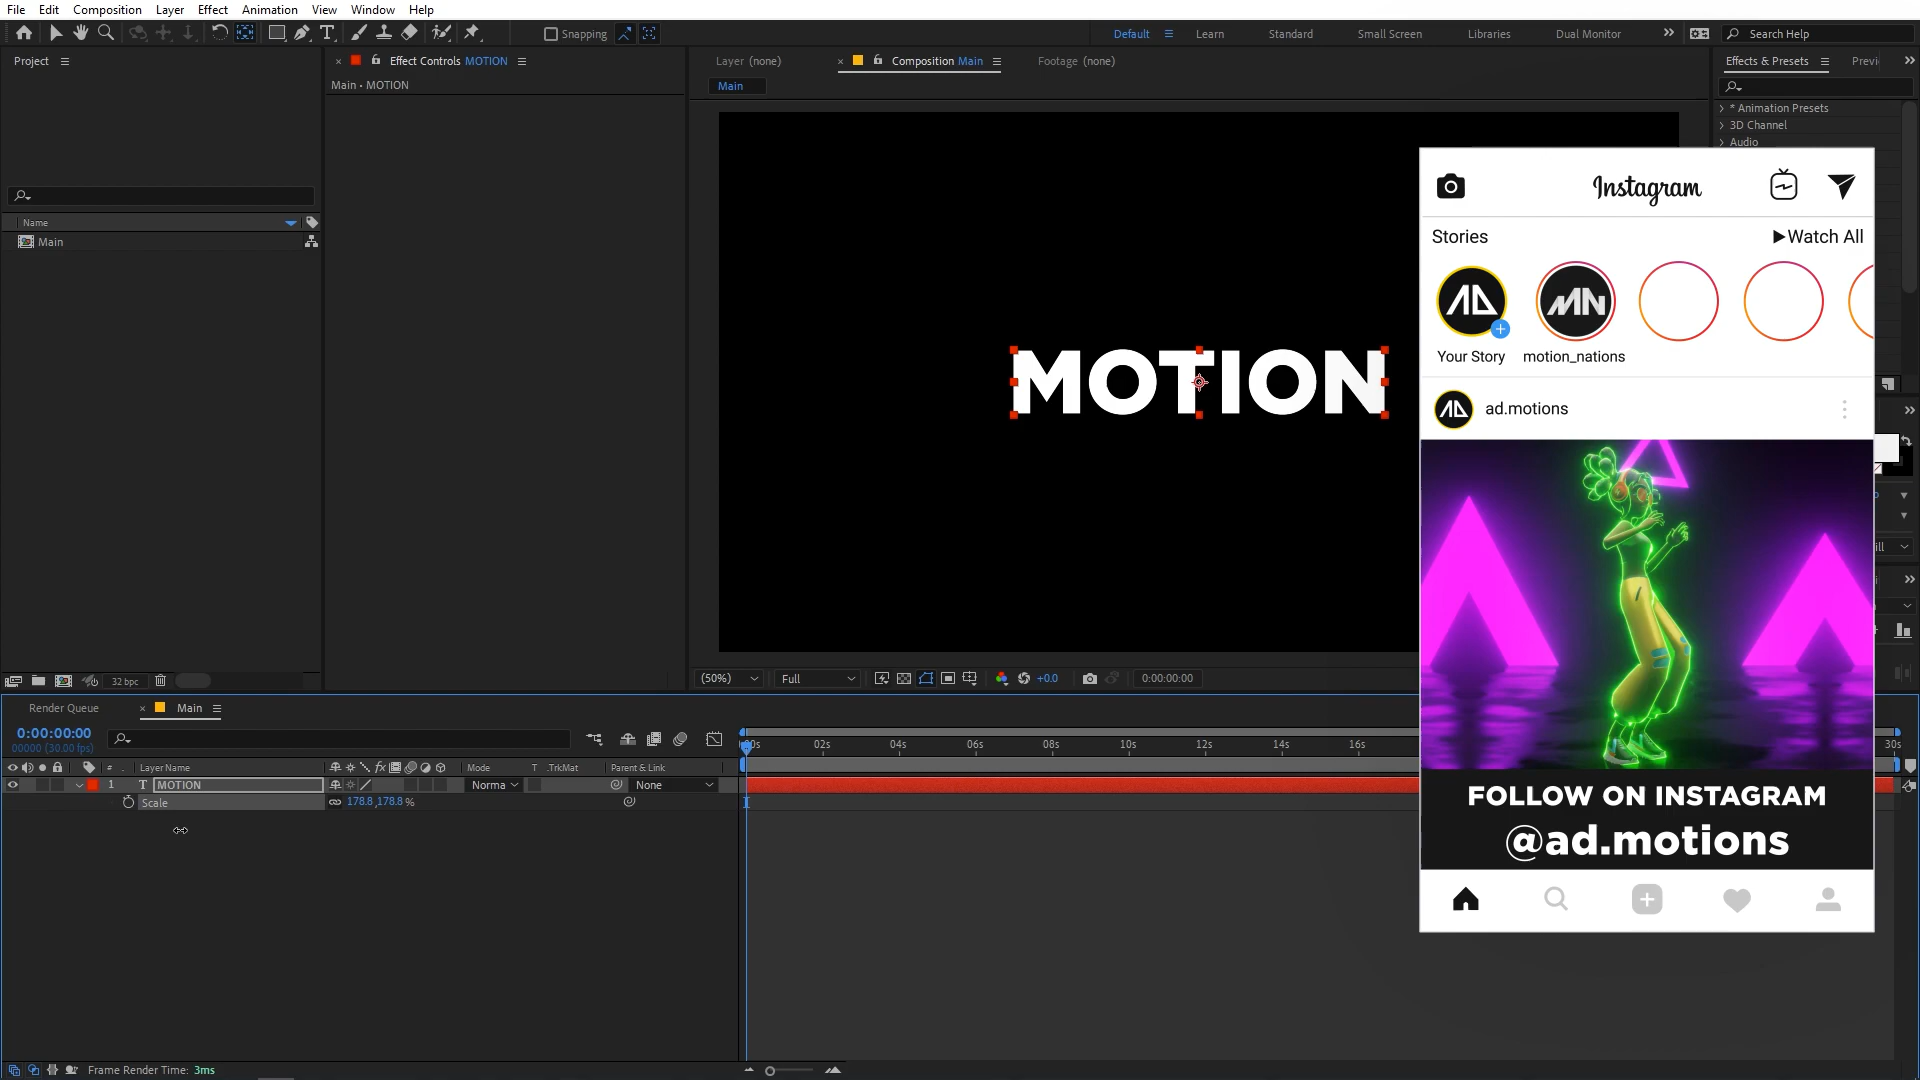 File Edit Composition Layer Effect Animation View Window Help
Snapping
Default Learn Standard Small Screen Libraries Dual Monitor Search Help
Project
Effect Controls MOTION
Main • MOTION
Layer (none)
Composition Main
Footage (none)
Main
Effects & Presets
* Animation Presets
3D Channel
Audio
Name
Main
32 bpc
MOTION
(50%) Full +0.0 0:00:00:00
Instagram
Stories
Watch All
Your Story
motion_nations
ad.motions
FOLLOW ON INSTAGRAM
@ad.motions
Render Queue Main
0:00:00:00
00000 (30.00 fps)
# Layer Name fx Mode T .TrkMat Parent & Link
1 T MOTION None
Scale 178.8,178.8 %
02s 04s 06s 08s 10s 12s 14s 16s 30s
Frame Render Time: 3ms